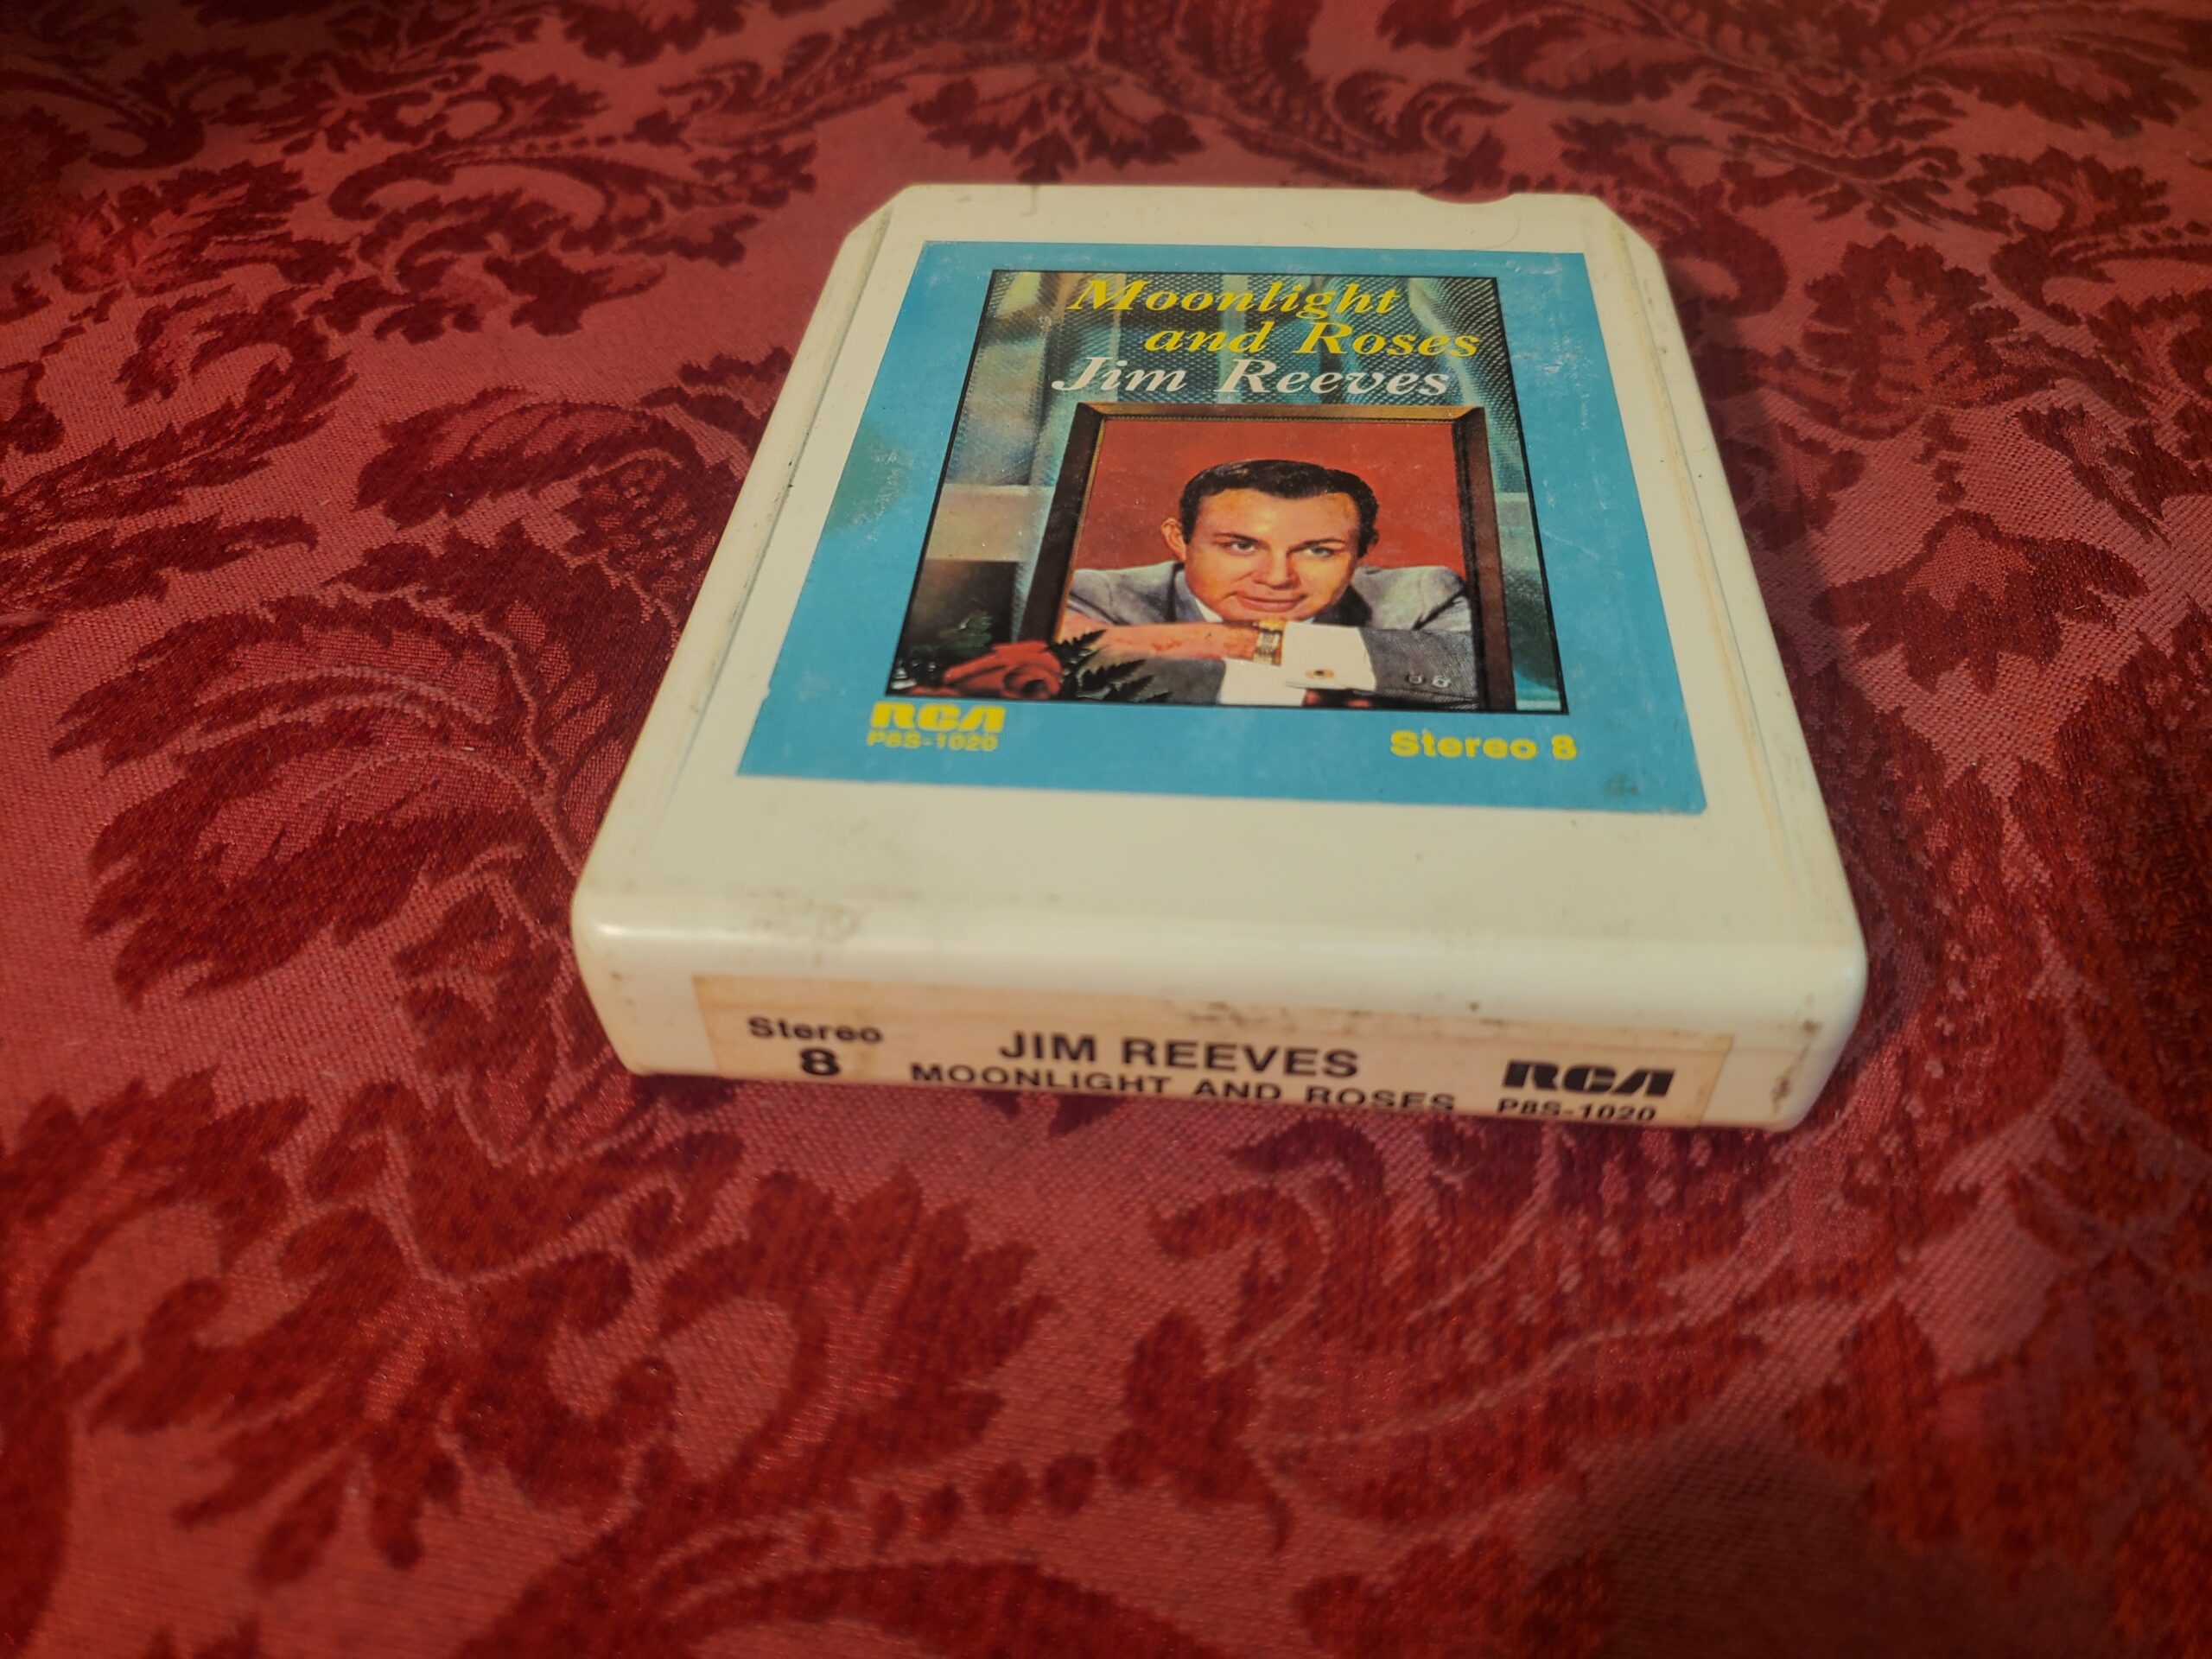 Moonlight
and Roses
Jim Reeves
RCA
P8S-1020
Stereo 8
Stereo
8
JIM REEVES
MOONLIGHT AND ROSES
RCA
P8S-1020